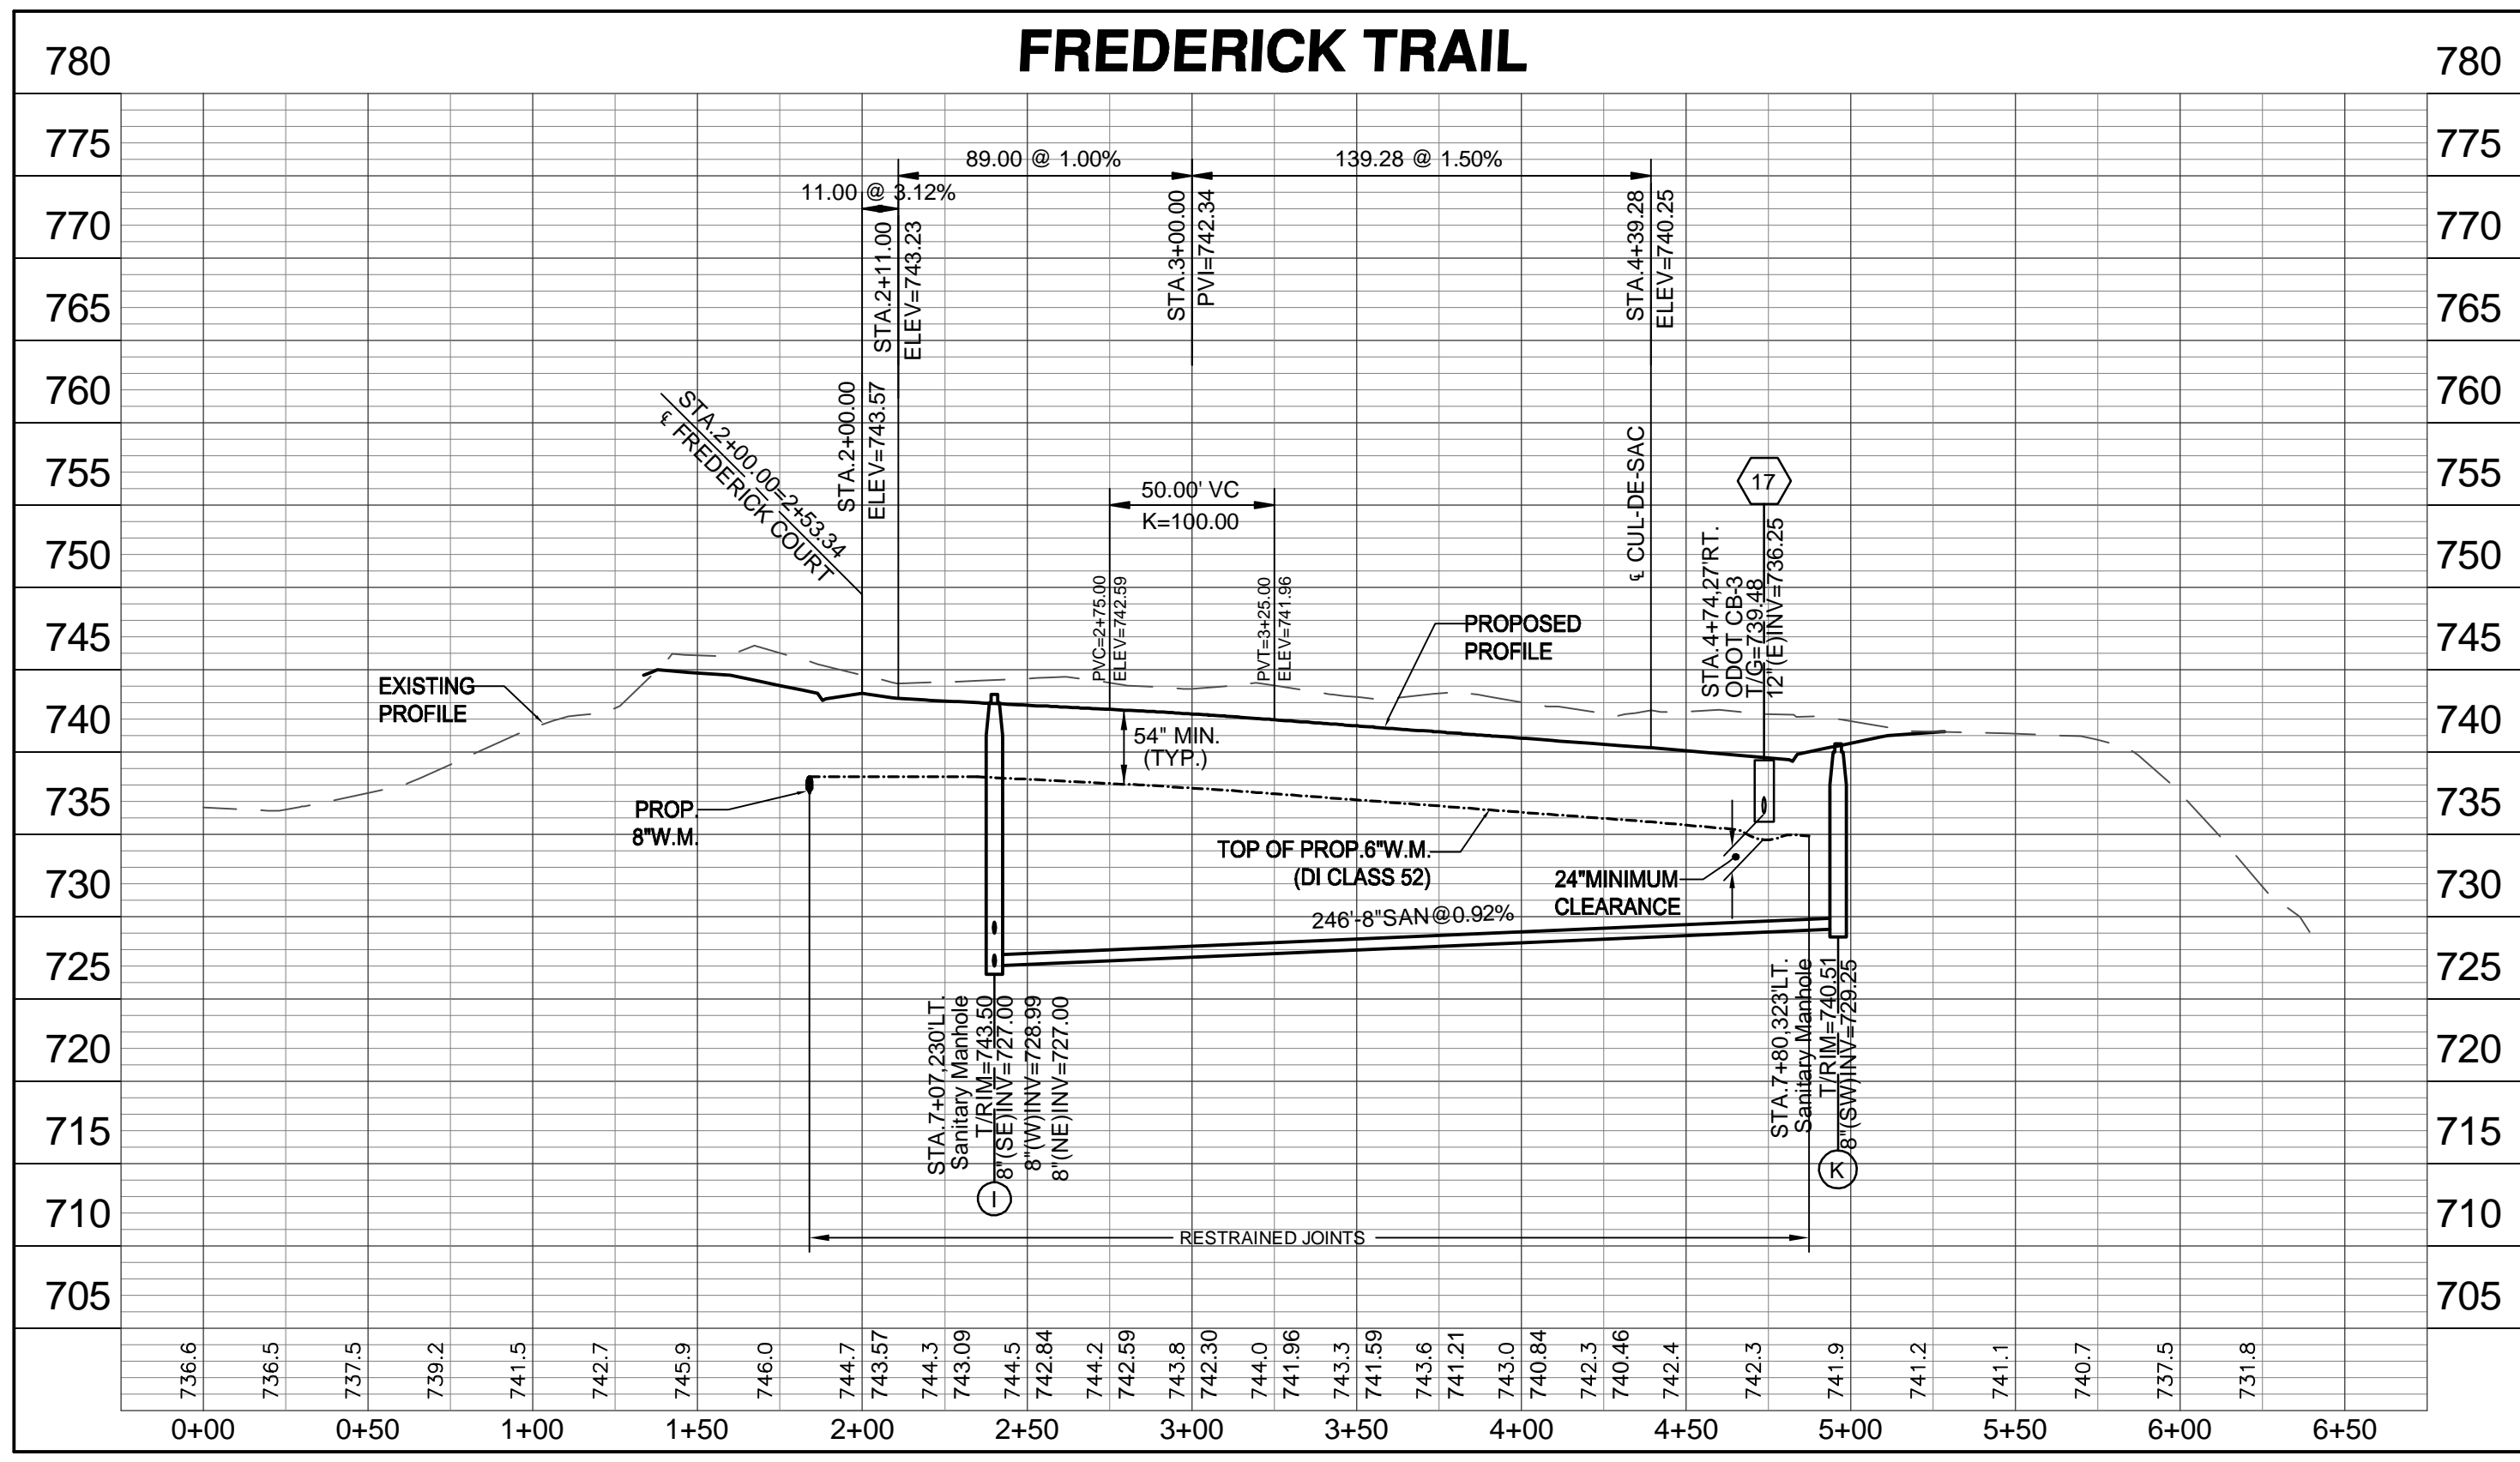 FREDERICK TRAIL
780
780
775
775
770
770
765
765
760
760
755
755
750
750
745
745
740
740
735
735
730
730
725
725
720
720
715
715
710
710
705
705
89.00 @ 1.00%
139.28 @ 1.50%
11.00 @ 3.12%
STA.2+11.00
ELEV=743.23
STA.3+00.00
PVI=742.34
STA.4+39.28
ELEV=740.25
STA.2+00.00=2+53.34
℄ FREDERICK COURT
STA.2+00.00
ELEV=743.57
℄ CUL-DE-SAC
17
50.00' VC
K=100.00
PVC=2+75.00
ELEV=742.59
PVT=3+25.00
ELEV=741.96
STA.4+74,27'RT.
ODOT CB-3
T/G=739.48
12"(E)INV=736.25
PROPOSED
PROFILE
EXISTING
PROFILE
54" MIN.
(TYP.)
PROP.
8"W.M.
TOP OF PROP.6"W.M.
(DI CLASS 52)
24"MINIMUM
CLEARANCE
246'-8"SAN@0.92%
STA.7+07,230'LT.
Sanitary Manhole
T/RIM=743.50
8"(SE)INV=727.00
8"(W)INV=728.99
8"(NE)INV=727.00
I
STA.7+80,323'LT.
Sanitary Manhole
T/RIM=740.51
8"(SW)INV=729.25
K
RESTRAINED JOINTS
736.6
736.5
737.5
739.2
741.5
742.7
745.9
746.0
744.7
743.57
744.3
743.09
744.5
742.84
744.2
742.59
743.8
742.30
744.0
741.96
743.3
741.59
743.6
741.21
743.0
740.84
742.3
740.46
742.4
742.3
741.9
741.2
741.1
740.7
737.5
731.8
0+00
0+50
1+00
1+50
2+00
2+50
3+00
3+50
4+00
4+50
5+00
5+50
6+00
6+50